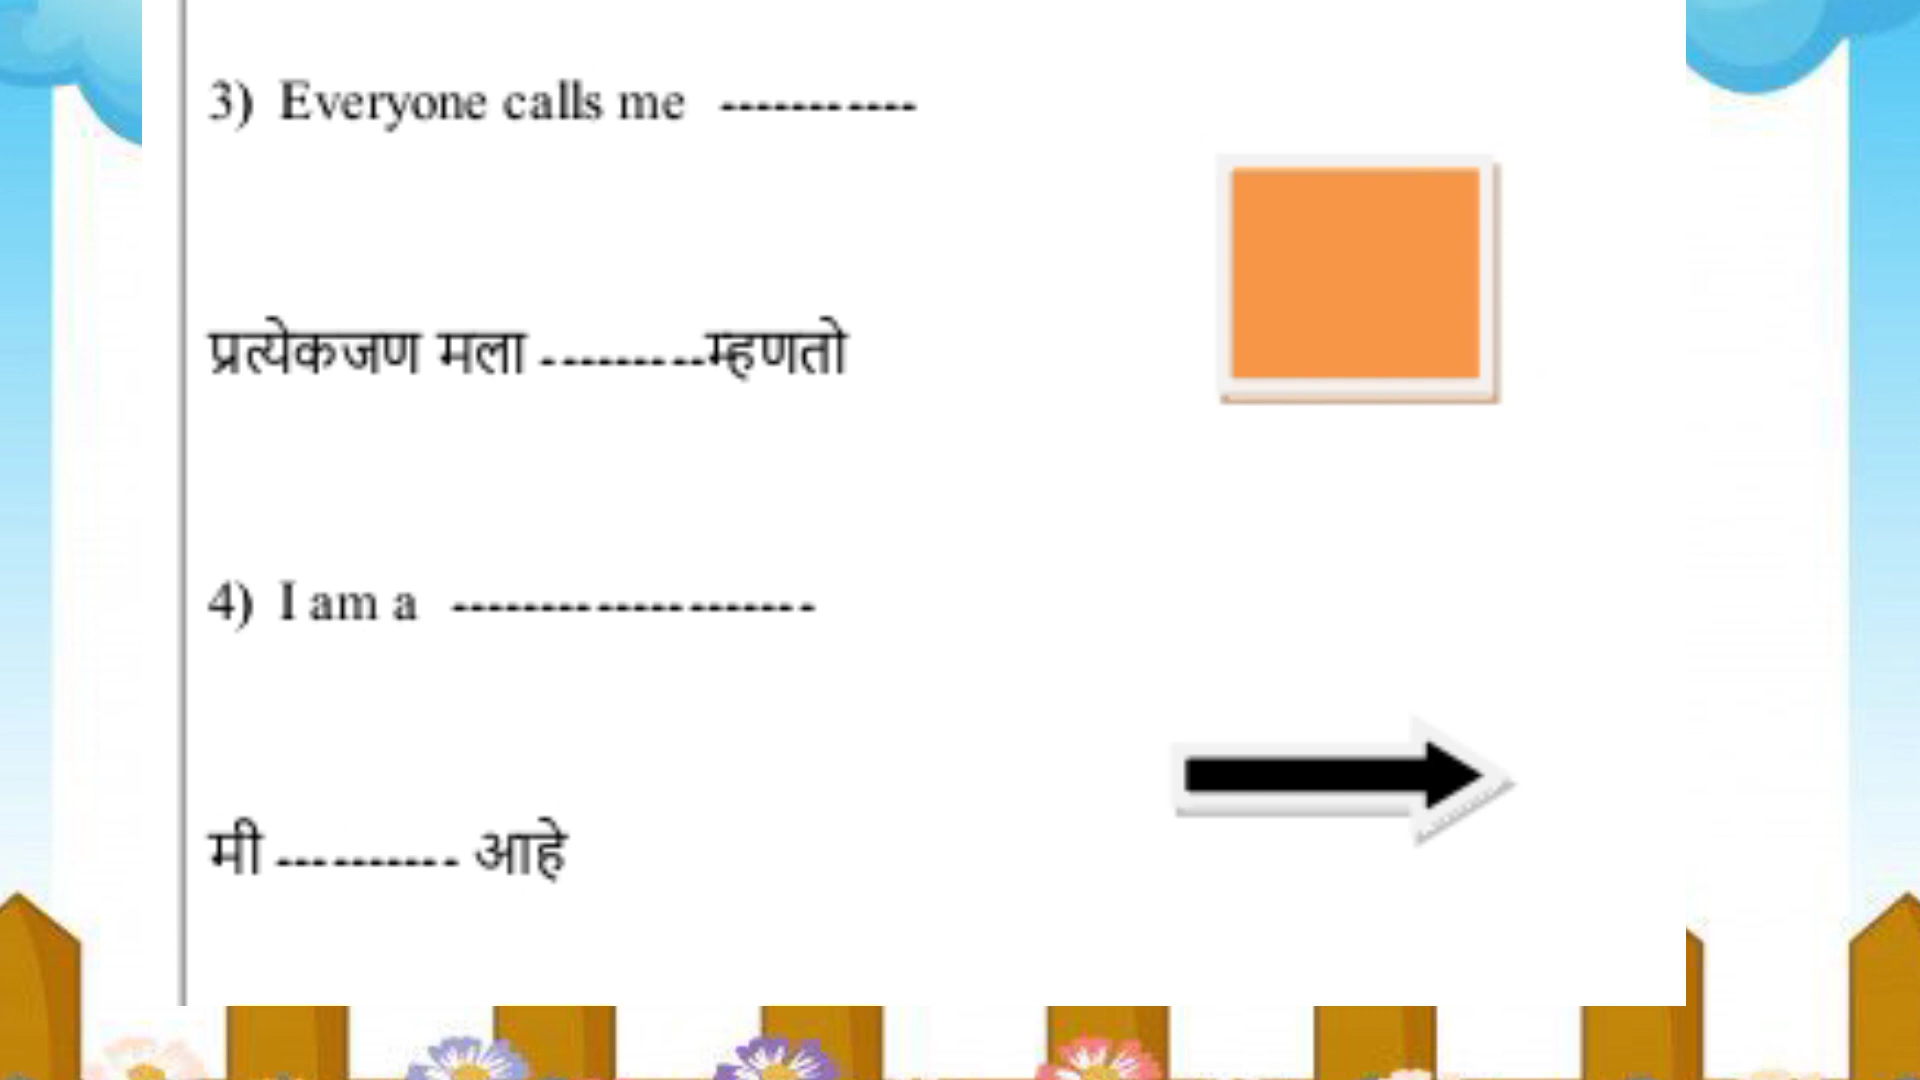 3) Everyone calls me -----------
प्रत्येकजण मला ---------म्हणतो
4) I am a --------------------
मी ---------- आहे